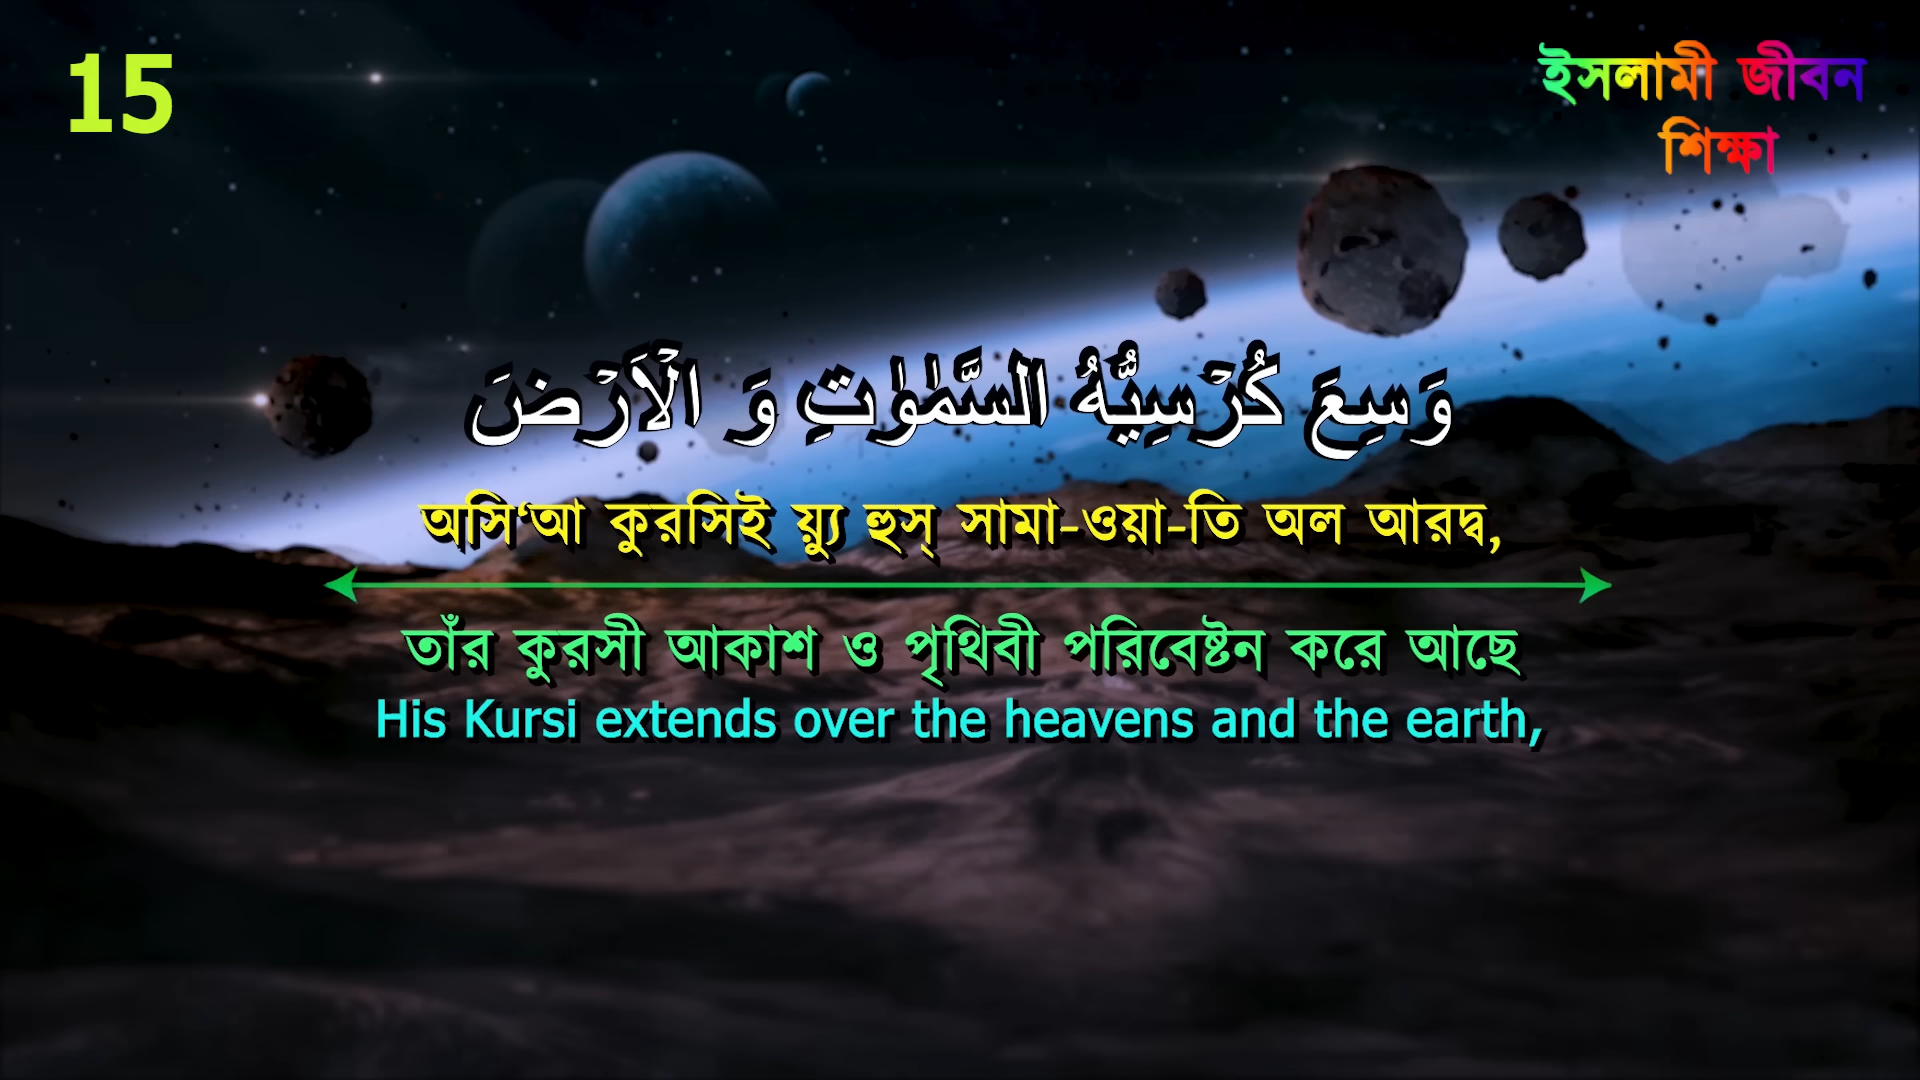 15
ইসলামী জীবন
শিক্ষা
وَسِعَ كُرْسِيُّهُ السَّمٰوٰتِ وَ الْاَرْضَ
অসি‘আ কুরসিই য়্যু হুস্ সামা-ওয়া-তি অল আরদ্ব,
তাঁর কুরসী আকাশ ও পৃথিবী পরিবেষ্টন করে আছে
His Kursi extends over the heavens and the earth,